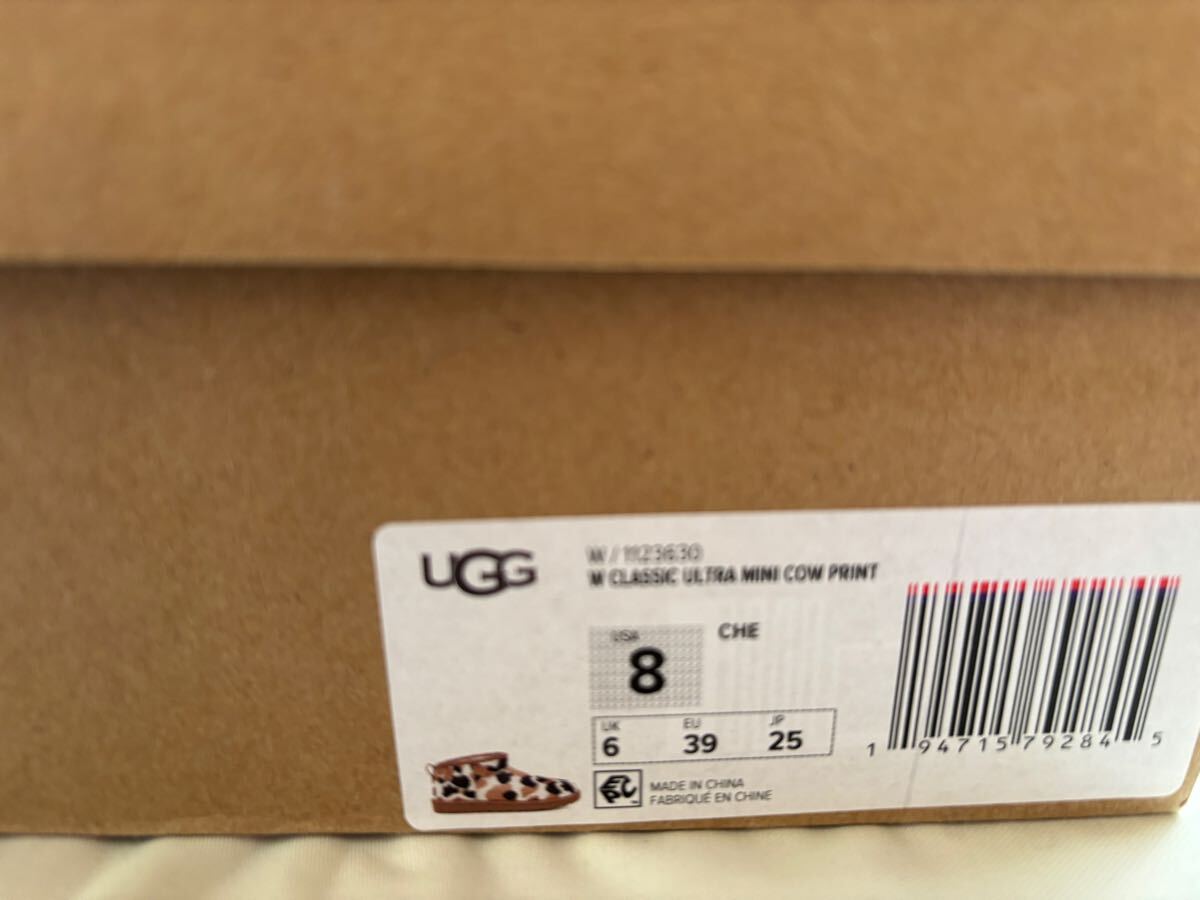 UGG
W / 1123630
W CLASSIC ULTRA MINI COW PRINT
USA
8
CHE
UK EU JP
6 39 25
MADE IN CHINA
FABRIQUÉ EN CHINE
1 94715 79284 5